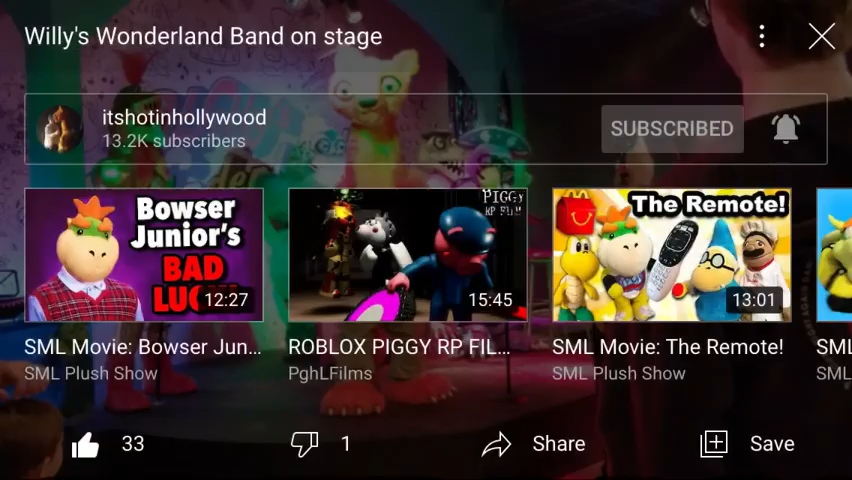 Willy's Wonderland Band on stage
itshotinhollywood
13.2K subscribers
SUBSCRIBED
Bowser
Junior's
BAD
12:27
PIGGY
RP FILM
15:45
The Remote!
13:01
SML Movie: Bowser Jun...
SML Plush Show
ROBLOX PIGGY RP FIL...
PghLFilms
SML Movie: The Remote!
SML Plush Show
SML
SML
33
1
Share
Save